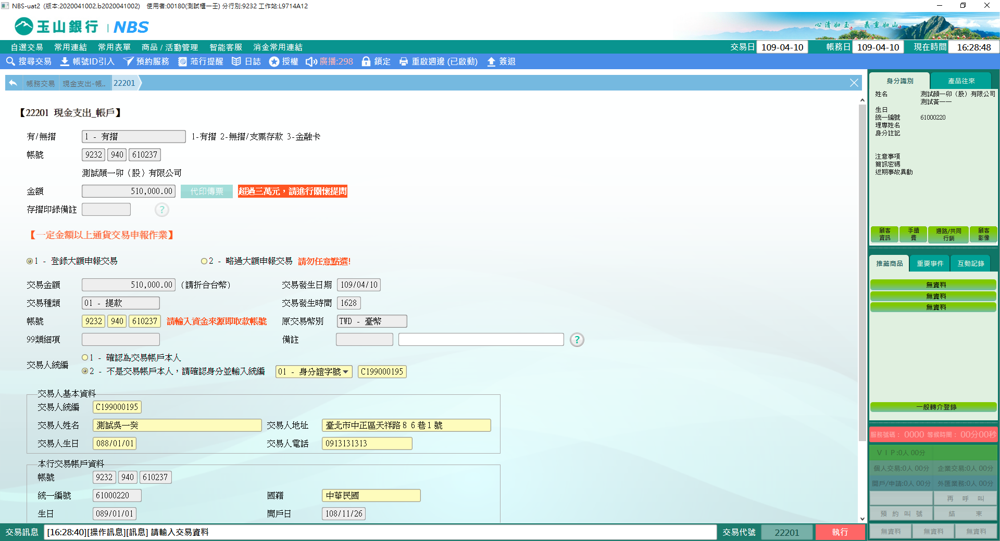 NBS-uat2 (版本:2020041002.b2020041002) 使用者:00180(測試櫃一壬) 分行別:9232 工作站:L9714A12
玉山銀行 | NBS
心清如玉。義重如山。
自選交易 常用連結 常用表單 商品 / 活動管理 智能客服 消金常用連結 交易日 109-04-10 帳務日 109-04-10 現在時間 16:28:48
搜尋交易 帳號ID引入 預約服務 蒞行提醒 日誌 授權 廣播:298 鎖定 重啟週邊 (已啟動) 簽退
帳務交易 現金支出-帳.. 22201
【22201 現金支出_帳戶】
有/無摺 1 - 有摺 1-有摺 2-無摺/支票存款 3-金融卡
帳號 9232 940 610237
測試顏一卯（股）有限公司
金額 510,000.00 代印傳票 超過三萬元，請進行關懷提問
存摺印錄備註 ?
【一定金額以上通貨交易申報作業】
1 - 登錄大額申報交易 2 - 略過大額申報交易 請勿任意點選!
交易金額 510,000.00 (請折合台幣) 交易發生日期 109/04/10
交易種類 01 - 提款 交易發生時間 1628
帳號 9232 940 610237 請輸入資金來源即取款帳號 原交易幣別 TWD - 臺幣
99類細項 備註 ?
交易人統編 1 - 確認為交易帳戶本人
2 - 不是交易帳戶本人，請確認身分並輸入統編 01 - 身分證字號 C199000195
交易人基本資料
交易人統編 C199000195
交易人姓名 測試吳一癸 交易人地址 臺北市中正區天祥路８６巷１號
交易人生日 088/01/01 交易人電話 0913131313
本行交易帳戶資料
帳號 9232 940 610237
統一編號 61000220 國籍 中華民國
生日 089/01/01 開戶日 108/11/26
交易訊息 [16:28:40][操作訊息][訊息] 請輸入交易資料 交易代號 22201 執行
身分識別 產品往來
姓名 測試顏一卯（股）有限公司
測試黃一一
生日
統一編號 61000220
理專姓名
身分註記
注意事項
簡訊密碼
近期事故異動
顧客資訊 手續費 通路/共同行銷 顧客影像
推薦商品 重要事件 互動記錄
無資料
無資料
無資料
一般轉介登錄
服務號碼： 0000 等候時間： 00分00秒
ＶＩＰ:0人 00分
個人交易:0人 00分 企業交易:0人 00分
開戶/申請:0人 00分 外匯業務:0人 00分
再 呼 叫
預 約 叫 號 結 束
無資料 無資料 無資料